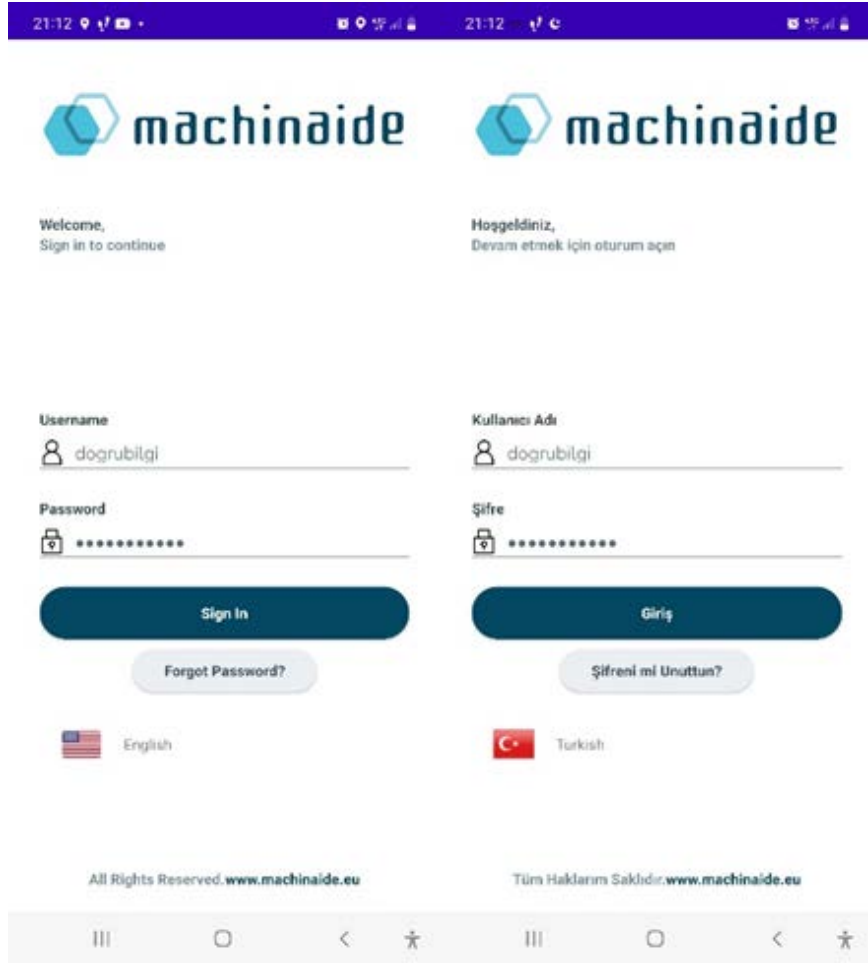 21:12
machinaide
Welcome,
Sign in to continue
Username
dogrubilgi
Password
Sign In
Forgot Password?
English
All Rights Reserved.www.machinaide.eu
21:12
machinaide
Hoşgeldiniz,
Devam etmek için oturum açın
Kullanıcı Adı
dogrubilgi
Şifre
Giriş
Şifreni mi Unuttun?
Turkish
Tüm Haklarım Saklıdır.www.machinaide.eu